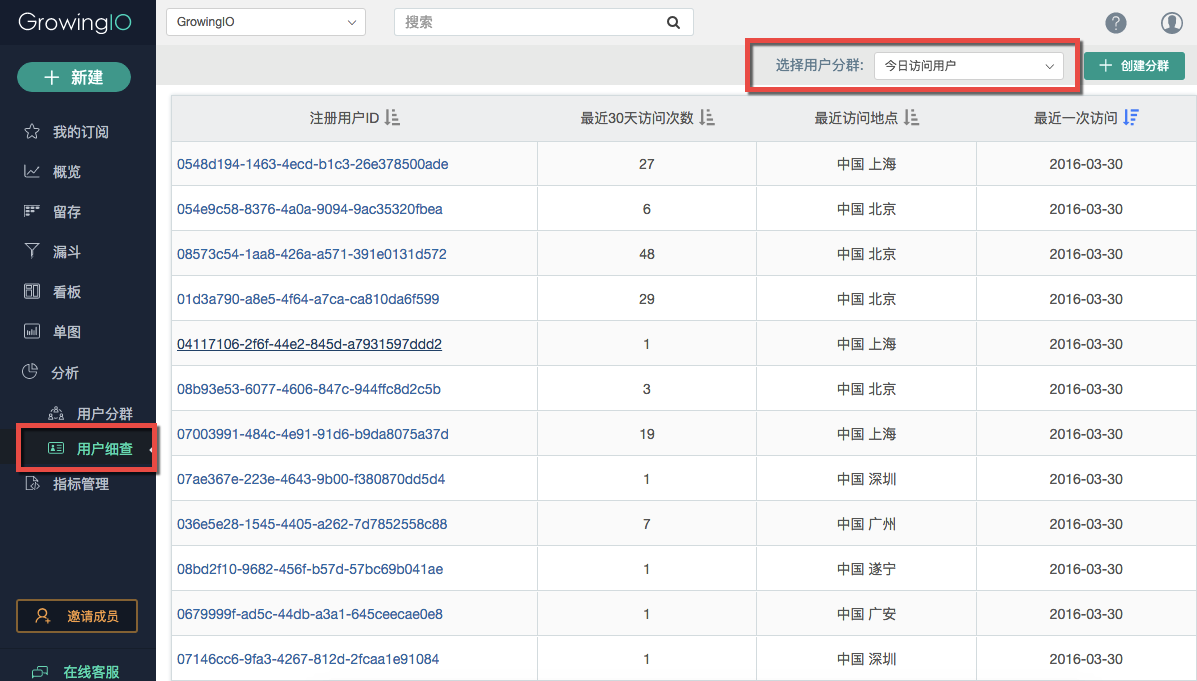 GrowingIO
GrowingIO
搜索
?
新建
选择用户分群:
今日访问用户
创建分群
我的订阅
概览
留存
漏斗
看板
单图
分析
用户分群
用户细查
指标管理
邀请成员
在线客服
注册用户ID 最近30天访问次数 最近访问地点 最近一次访问
0548d194-1463-4ecd-b1c3-26e378500ade 27 中国 上海 2016-03-30
054e9c58-8376-4a0a-9094-9ac35320fbea 6 中国 北京 2016-03-30
08573c54-1aa8-426a-a571-391e0131d572 48 中国 北京 2016-03-30
01d3a790-a8e5-4f64-a7ca-ca810da6f599 29 中国 北京 2016-03-30
04117106-2f6f-44e2-845d-a7931597ddd2 1 中国 上海 2016-03-30
08b93e53-6077-4606-847c-944ffc8d2c5b 3 中国 北京 2016-03-30
07003991-484c-4e91-91d6-b9da8075a37d 19 中国 上海 2016-03-30
07ae367e-223e-4643-9b00-f380870dd5d4 1 中国 深圳 2016-03-30
036e5e28-1545-4405-a262-7d7852558c88 7 中国 广州 2016-03-30
08bd2f10-9682-456f-b57d-57bc69b041ae 1 中国 遂宁 2016-03-30
0679999f-ad5c-44db-a3a1-645ceecae0e8 1 中国 广安 2016-03-30
07146cc6-9fa3-4267-812d-2fcaa1e91084 1 中国 深圳 2016-03-30